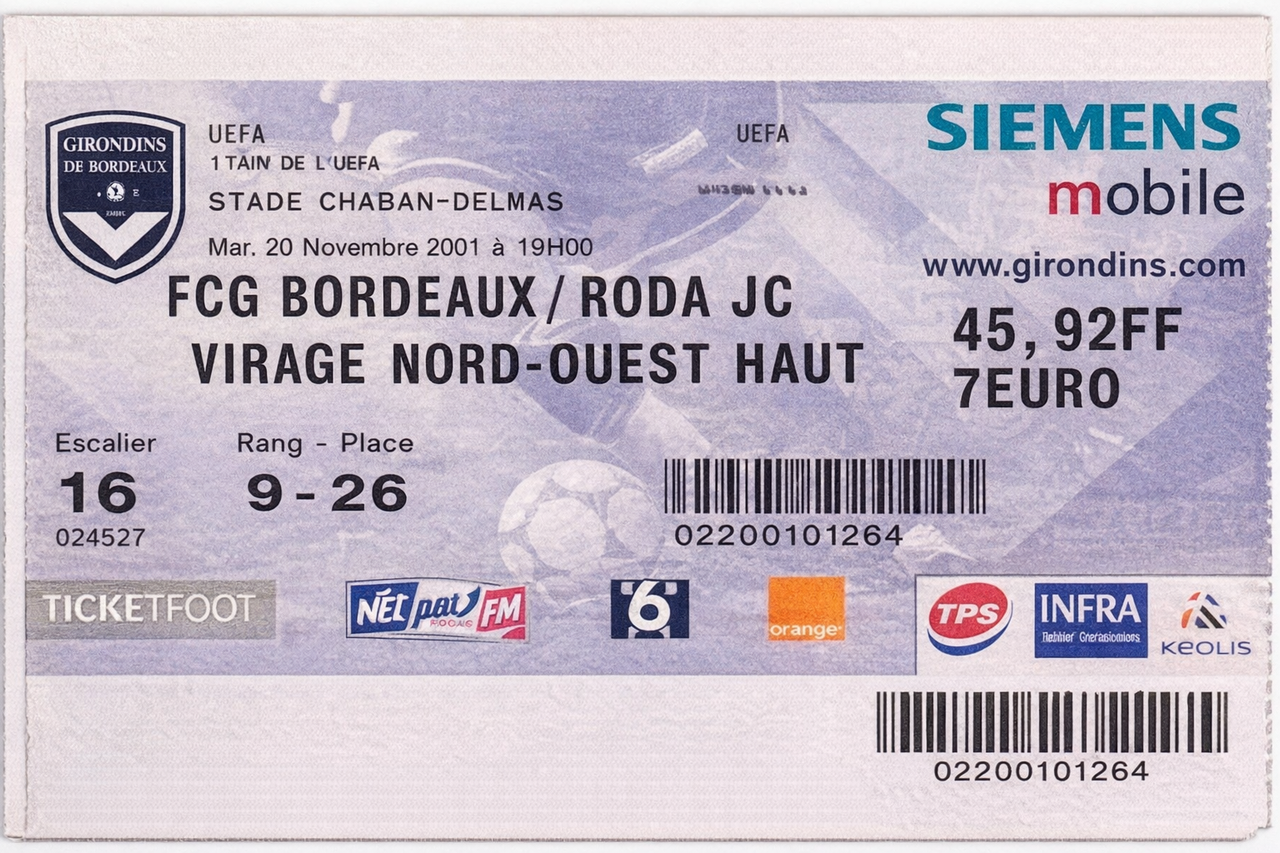 GIRONDINS
DE BORDEAUX
UEFA
1 TAIN' DE L'UEFA
STADE CHABAN-DELMAS
Mar. 20 Novembre 2001 à 19H00
FCG BORDEAUX / RODA JC
VIRAGE NORD-OUEST HAUT
UEFA
SIEMENS
mobile
www.girondins.com
45,92FF
7EURO
Escalier
16
024527
Rang - Place
9 - 26
02200101264
TICKETFOOT
NET pat FM
6
orange
TPS
INFRA
KEOLIS
02200101264